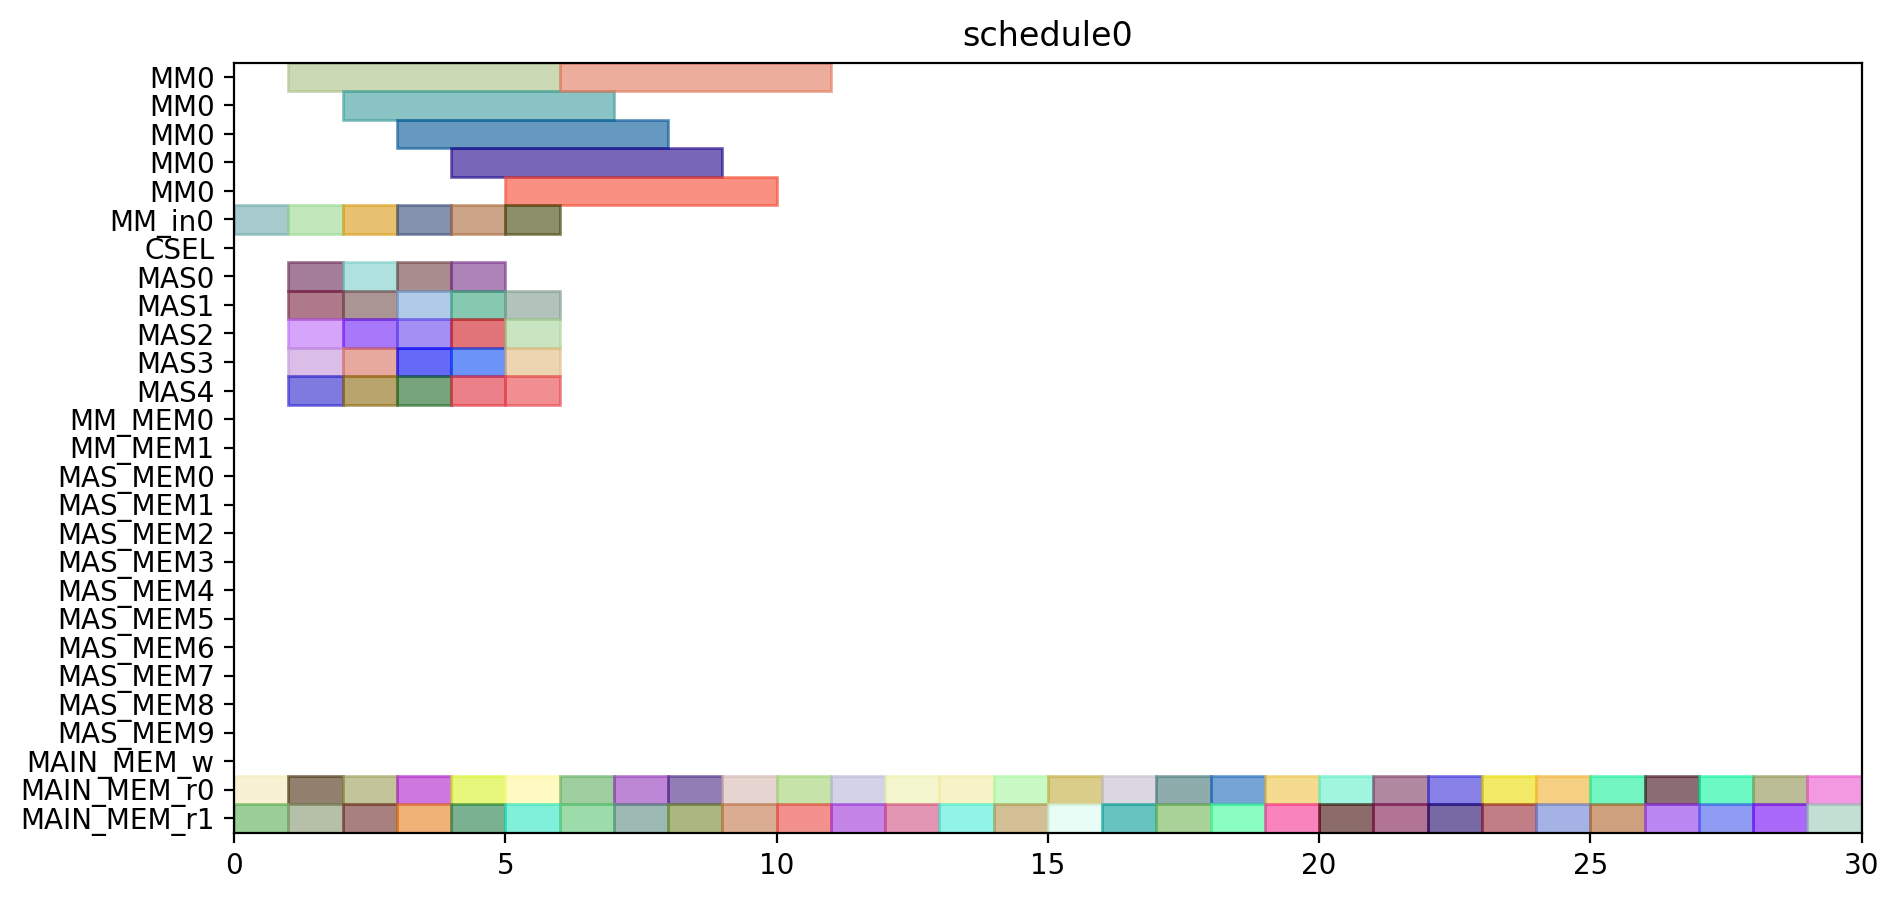 schedule0
MM0
MM0
MM0
MM0
MM0
MM_in0
CSEL
MAS0
MAS1
MAS2
MAS3
MAS4
MM_MEM0
MM_MEM1
MAS_MEM0
MAS_MEM1
MAS_MEM2
MAS_MEM3
MAS_MEM4
MAS_MEM5
MAS_MEM6
MAS_MEM7
MAS_MEM8
MAS_MEM9
MAIN_MEM_w
MAIN_MEM_r0
MAIN_MEM_r1
0 5 10 15 20 25 30